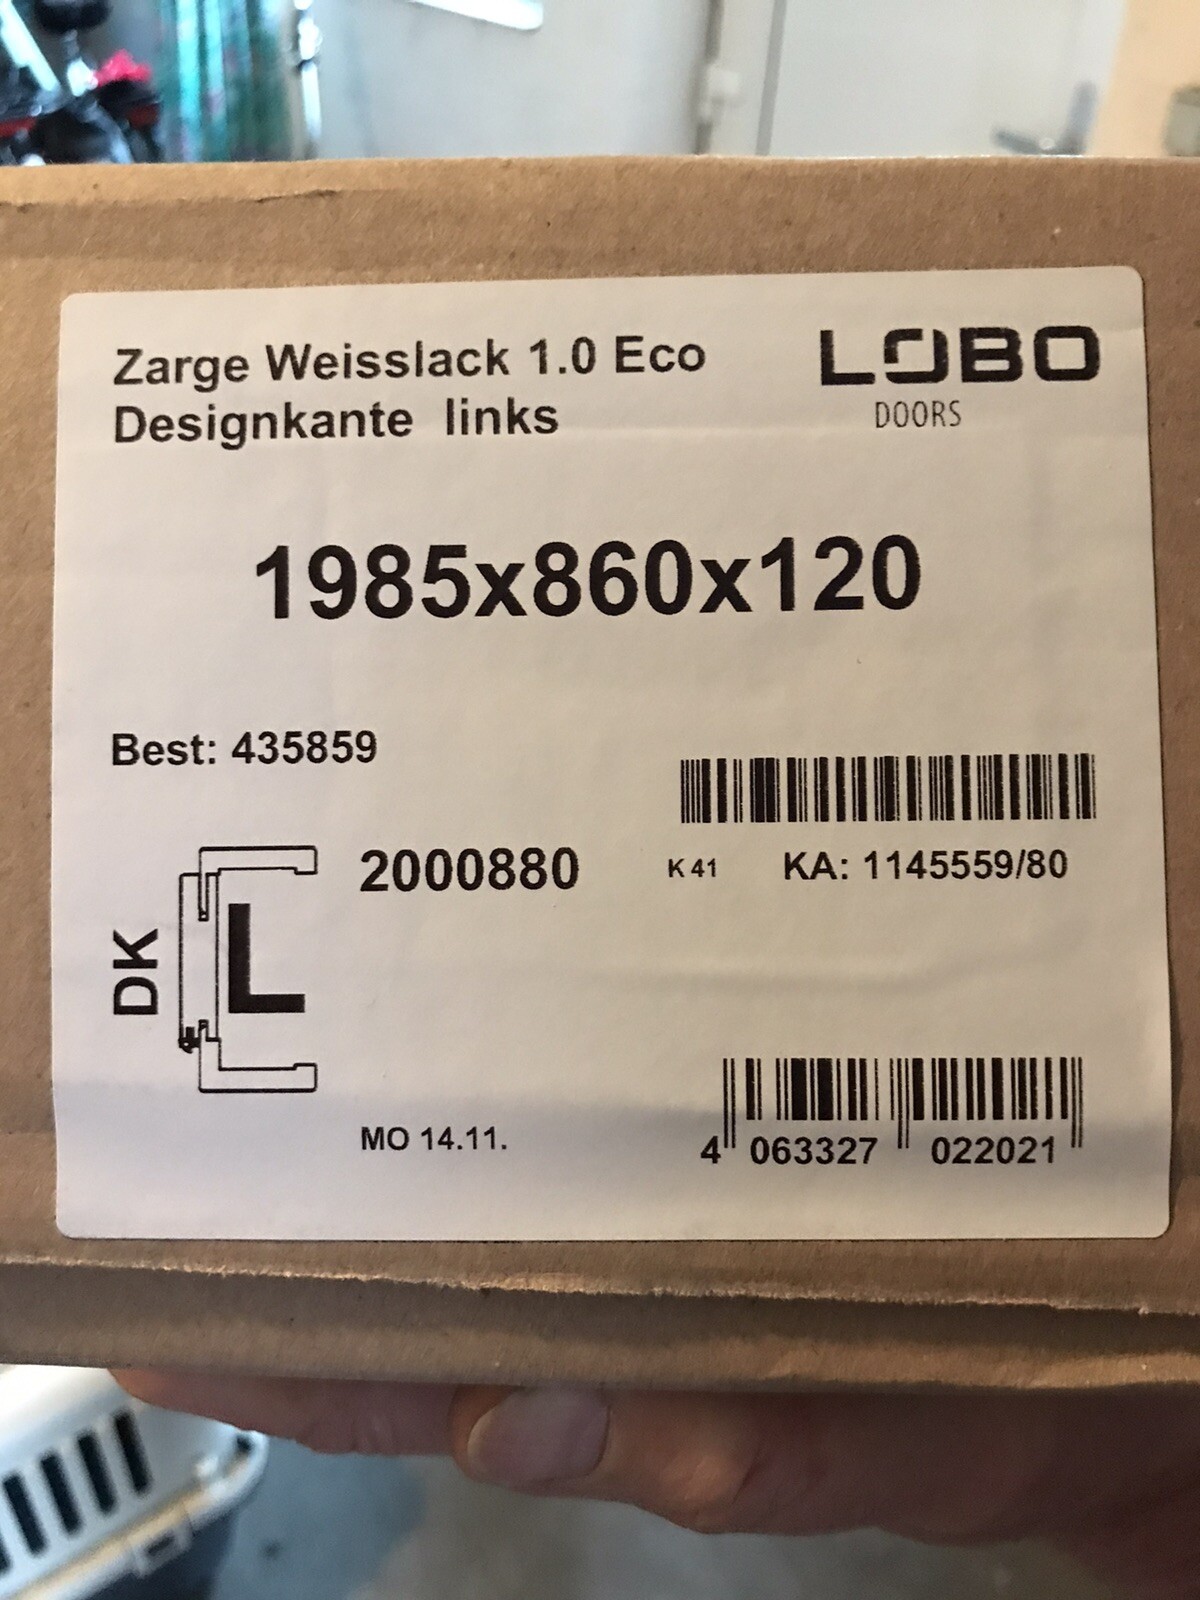 Zarge Weisslack 1.0 Eco
Designkante links
LOBO
DOORS
1985x860x120
Best: 435859
2000880
K 41 KA: 1145559/80
DK
L
MO 14.11.
4 063327 022021